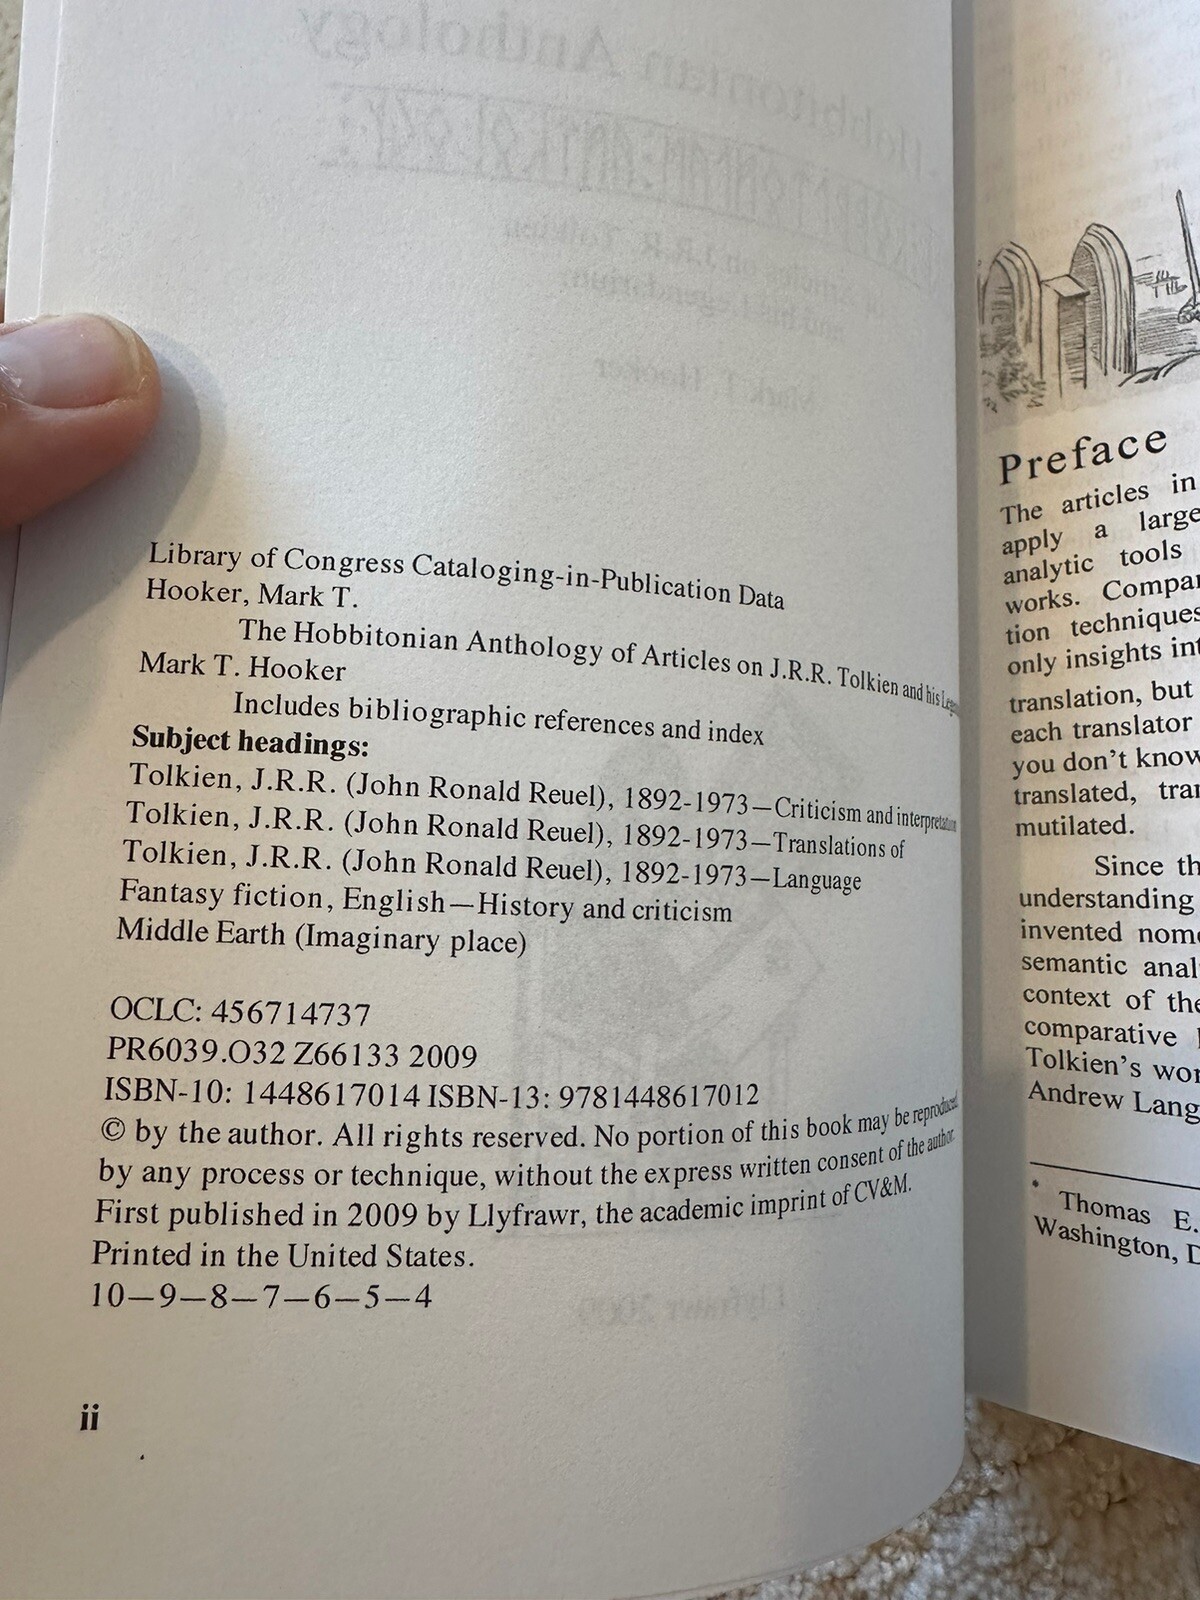 Library of Congress Cataloging-in-Publication Data
Hooker, Mark T.
The Hobbitonian Anthology of Articles on J.R.R. Tolkien and his
Mark T. Hooker
Includes bibliographic references and index
Subject headings:
Tolkien, J.R.R. (John Ronald Reuel), 1892-1973—Criticism and interpretation
Tolkien, J.R.R. (John Ronald Reuel), 1892-1973—Translations of
Tolkien, J.R.R. (John Ronald Reuel), 1892-1973—Language
Fantasy fiction, English—History and criticism
Middle Earth (Imaginary place)
OCLC: 456714737
PR6039.O32 Z66133 2009
ISBN-10: 1448617014 ISBN-13: 9781448617012
© by the author. All rights reserved. No portion of this book may be reproduced
by any process or technique, without the express written consent of the author.
First published in 2009 by Llyfrawr, the academic imprint of CV&M.
Printed in the United States.
10—9—8—7—6—5—4
ii
Preface
The articles in
apply a large
analytic tools
works.
tion techniques
only insights
translation, but
each translator
you don't know
translated,
mutilated.
Since
understanding
invented
semantic
context of the
comparative
Tolkien's
Andrew Lang
* Thomas E.
Washington,